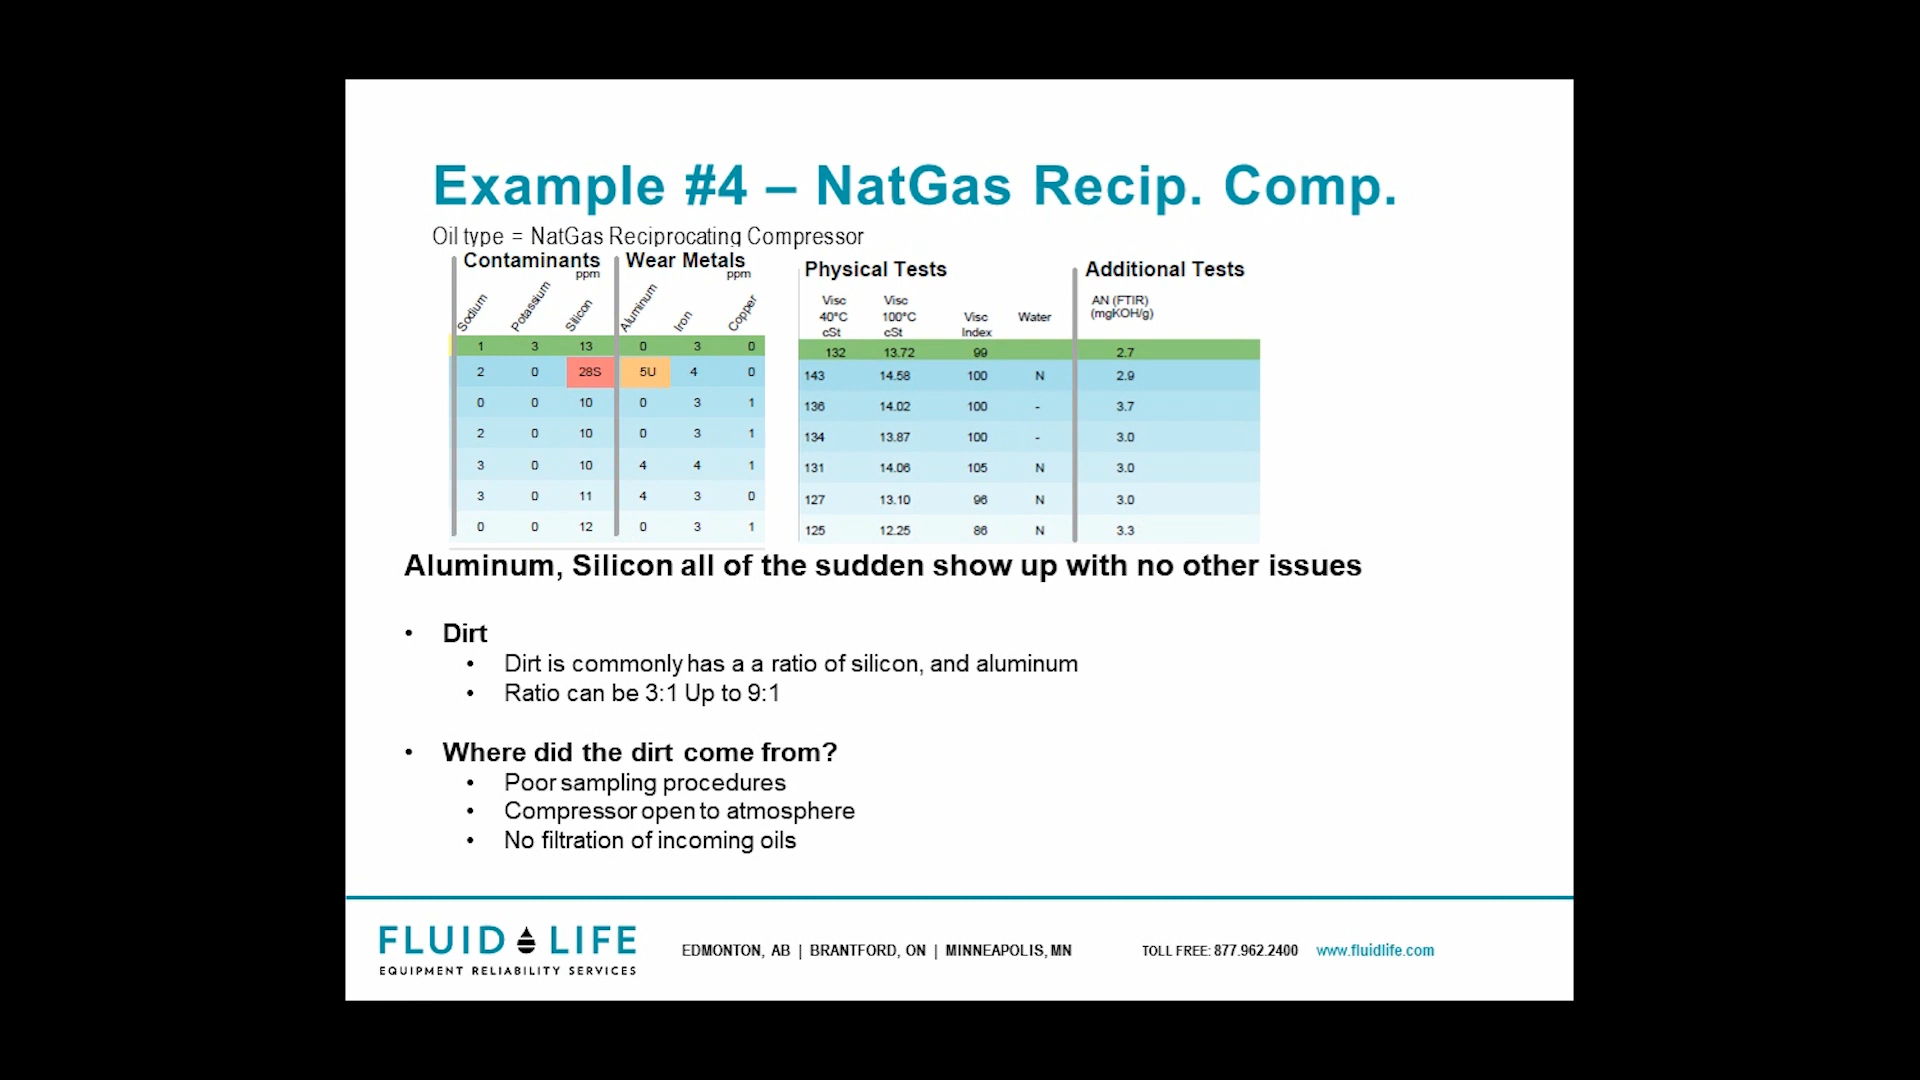 Example #4 – NatGas Recip. Comp.
Oil type = NatGas Reciprocating Compressor
Contaminants
ppm
Sodium Potassium Silicon
Wear Metals
ppm
Aluminum Iron Copper
1 3 13 0 3 0
2 0 28S 5U 4 0
0 0 10 0 3 1
2 0 10 0 3 1
3 0 10 4 4 1
3 0 11 4 3 0
0 0 12 0 3 1
Physical Tests
Visc 40°C cSt
Visc 100°C cSt
Visc Index
Water
Additional Tests
AN (FTIR)
(mgKOH/g)
132 13.72 99 2.7
143 14.58 100 N 2.9
136 14.02 100 - 3.7
134 13.87 100 - 3.0
131 14.06 105 N 3.0
127 13.10 96 N 3.0
125 12.25 86 N 3.3
Aluminum, Silicon all of the sudden show up with no other issues
• Dirt
• Dirt is commonly has a a ratio of silicon, and aluminum
• Ratio can be 3:1 Up to 9:1
• Where did the dirt come from?
• Poor sampling procedures
• Compressor open to atmosphere
• No filtration of incoming oils
FLUID LIFE
EQUIPMENT RELIABILITY SERVICES
EDMONTON, AB | BRANTFORD, ON | MINNEAPOLIS, MN
TOLL FREE: 877.962.2400 www.fluidlife.com